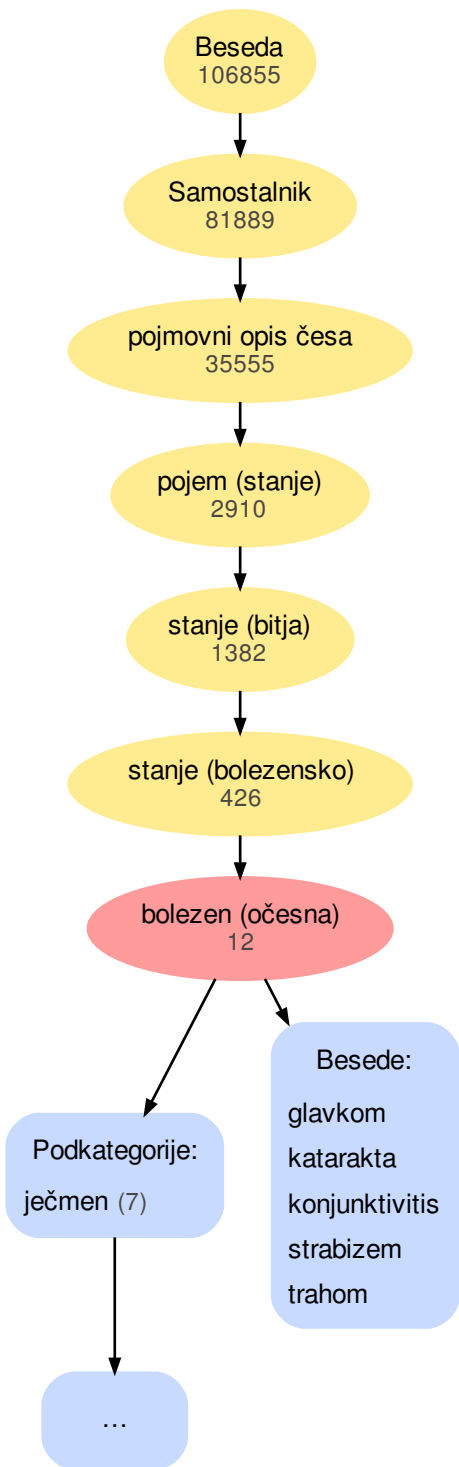 Beseda
106855
Samostalnik
81889
pojmovni opis česa
35555
pojem (stanje)
2910
stanje (bitja)
1382
stanje (bolezensko)
426
bolezen (očesna)
12
Podkategorije:
ječmen (7)
...
Besede:
glavkom
katarakta
konjunktivitis
strabizem
trahom